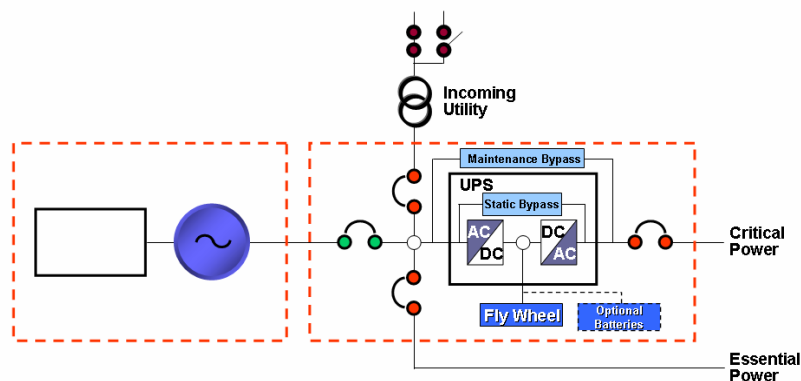 Incoming
Utility
Maintenance Bypass
UPS
Static Bypass
AC
DC
DC
AC
Critical
Power
Fly Wheel
Optional
Batteries
Essential
Power